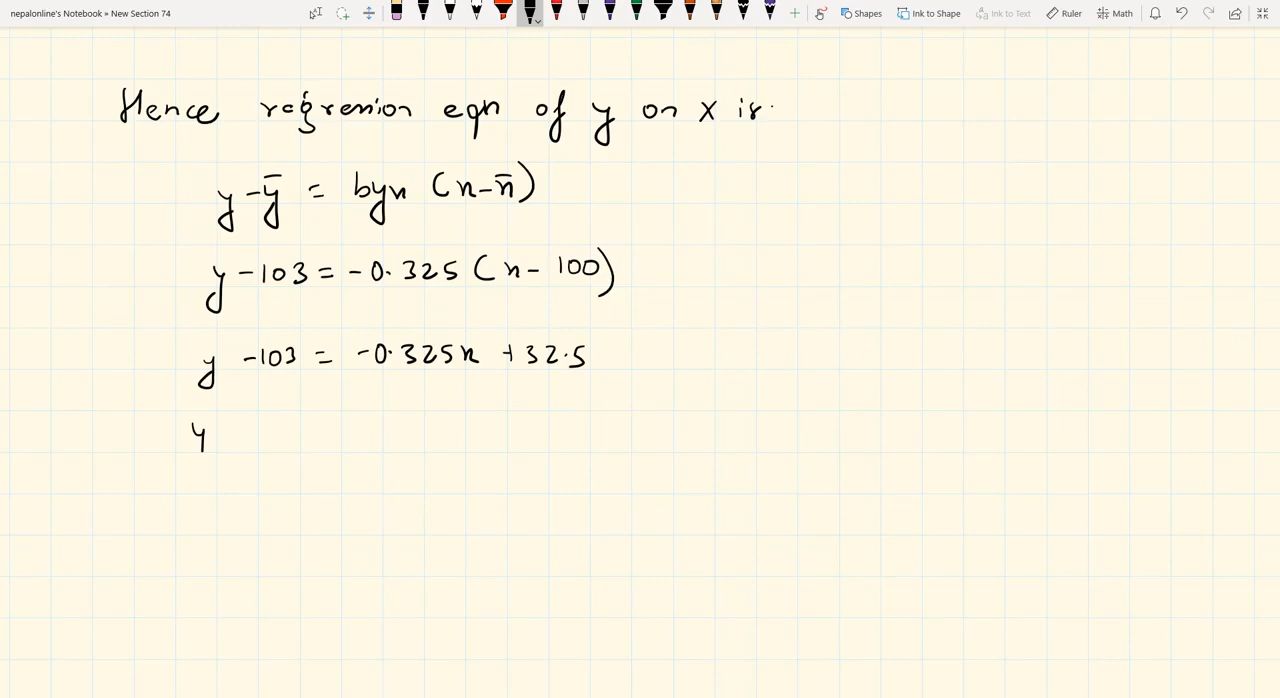 nepalonline's Notebook » New Section 74
Shapes Ink to Shape Ink to Text Ruler Math
Hence regression eqn of y on x is.
y - ȳ = byx (x - x̄)
y - 103 = -0.325 (x - 100)
y - 103 = -0.325x + 32.5
y